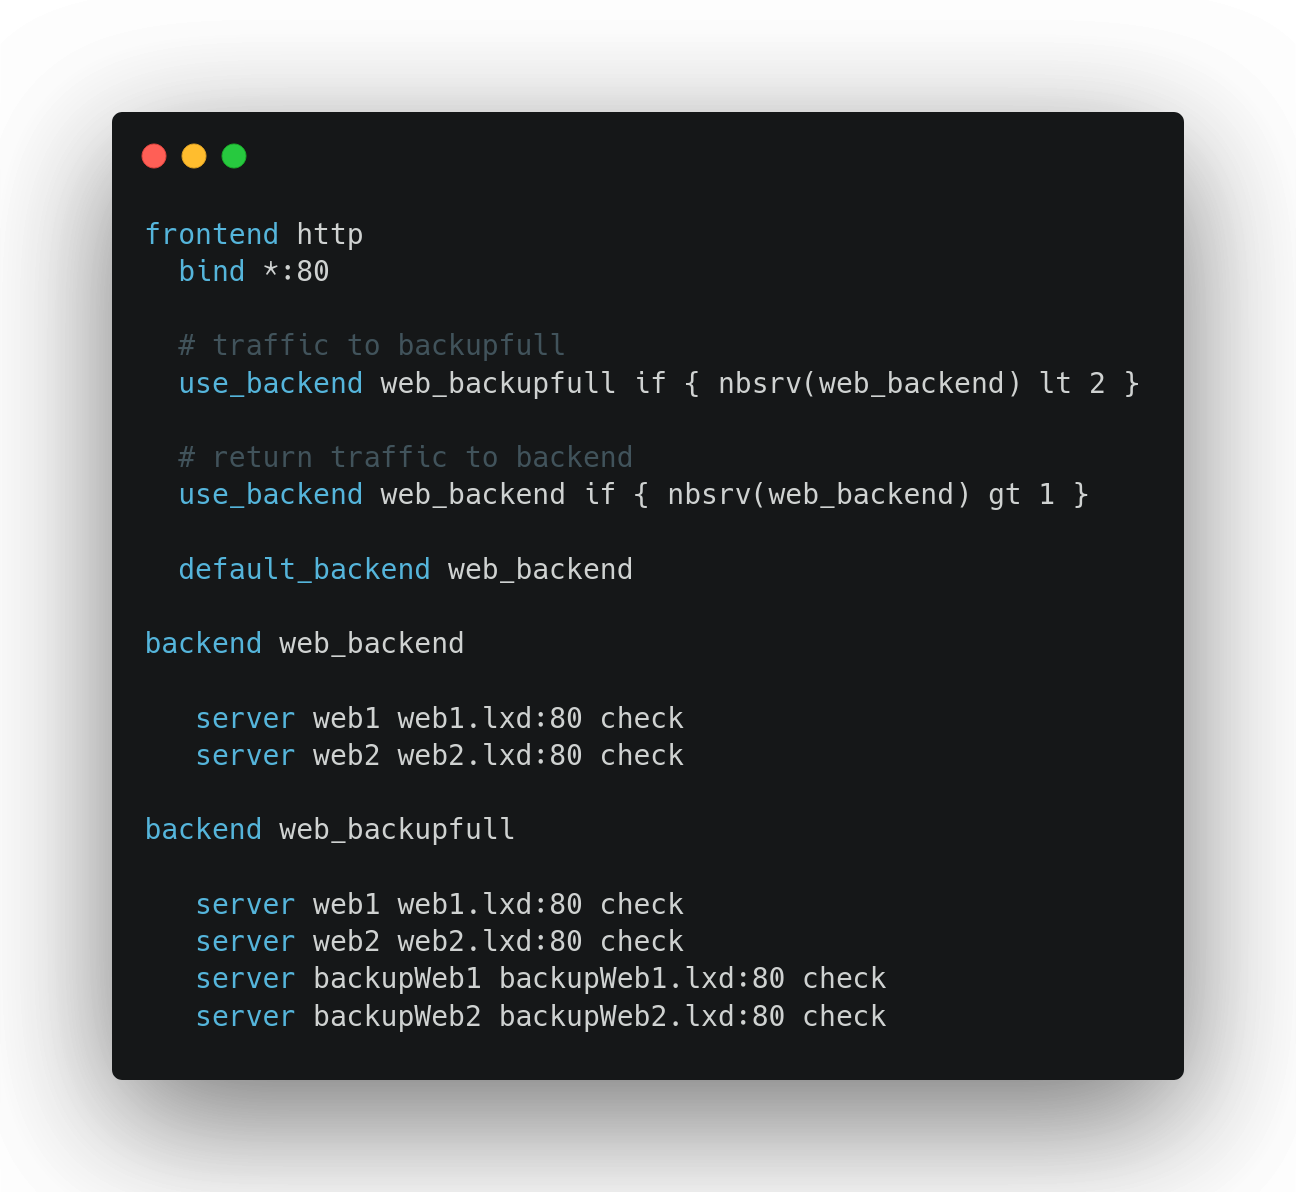 frontend http
bind *:80
# traffic to backupfull
use_backend web_backupfull if { nbsrv(web_backend) lt 2 }
# return traffic to backend
use_backend web_backend if { nbsrv(web_backend) gt 1 }
default_backend web_backend
backend web_backend
server web1 web1.lxd:80 check
server web2 web2.lxd:80 check
backend web_backupfull
server web1 web1.lxd:80 check
server web2 web2.lxd:80 check
server backupWeb1 backupWeb1.lxd:80 check
server backupWeb2 backupWeb2.lxd:80 check